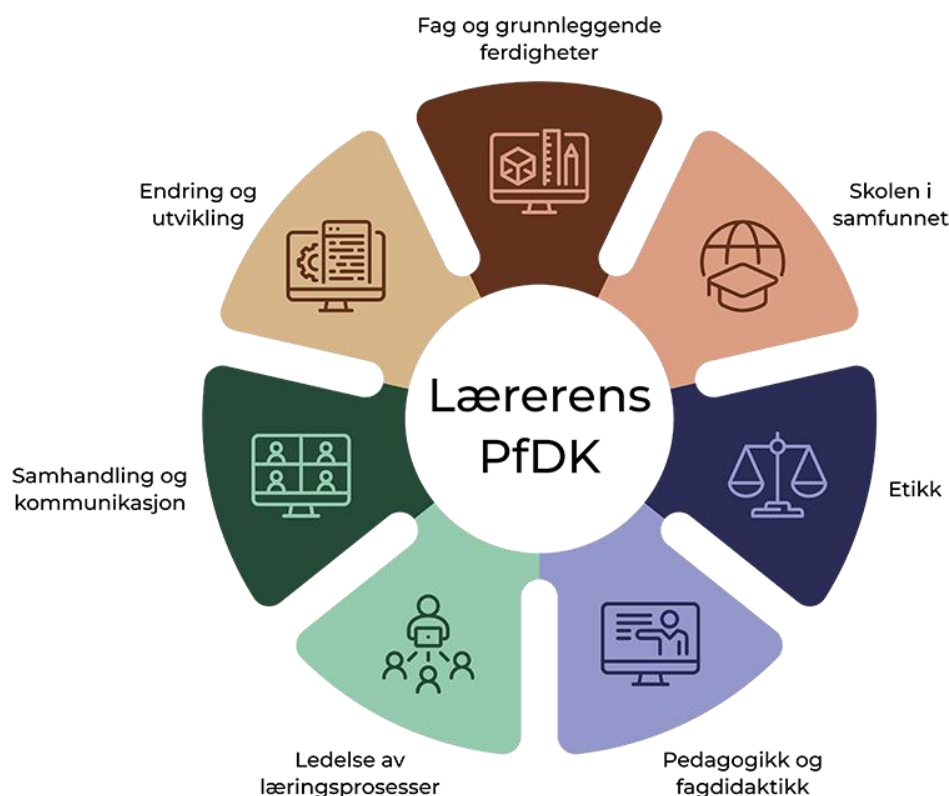 Fag og grunnleggende
ferdigheter
Skolen i
samfunnet
Etikk
Pedagogikk og
fagdidaktikk
Ledelse av
læringsprosesser
Samhandling og
kommunikasjon
Endring og
utvikling
Lærerens
PfDK